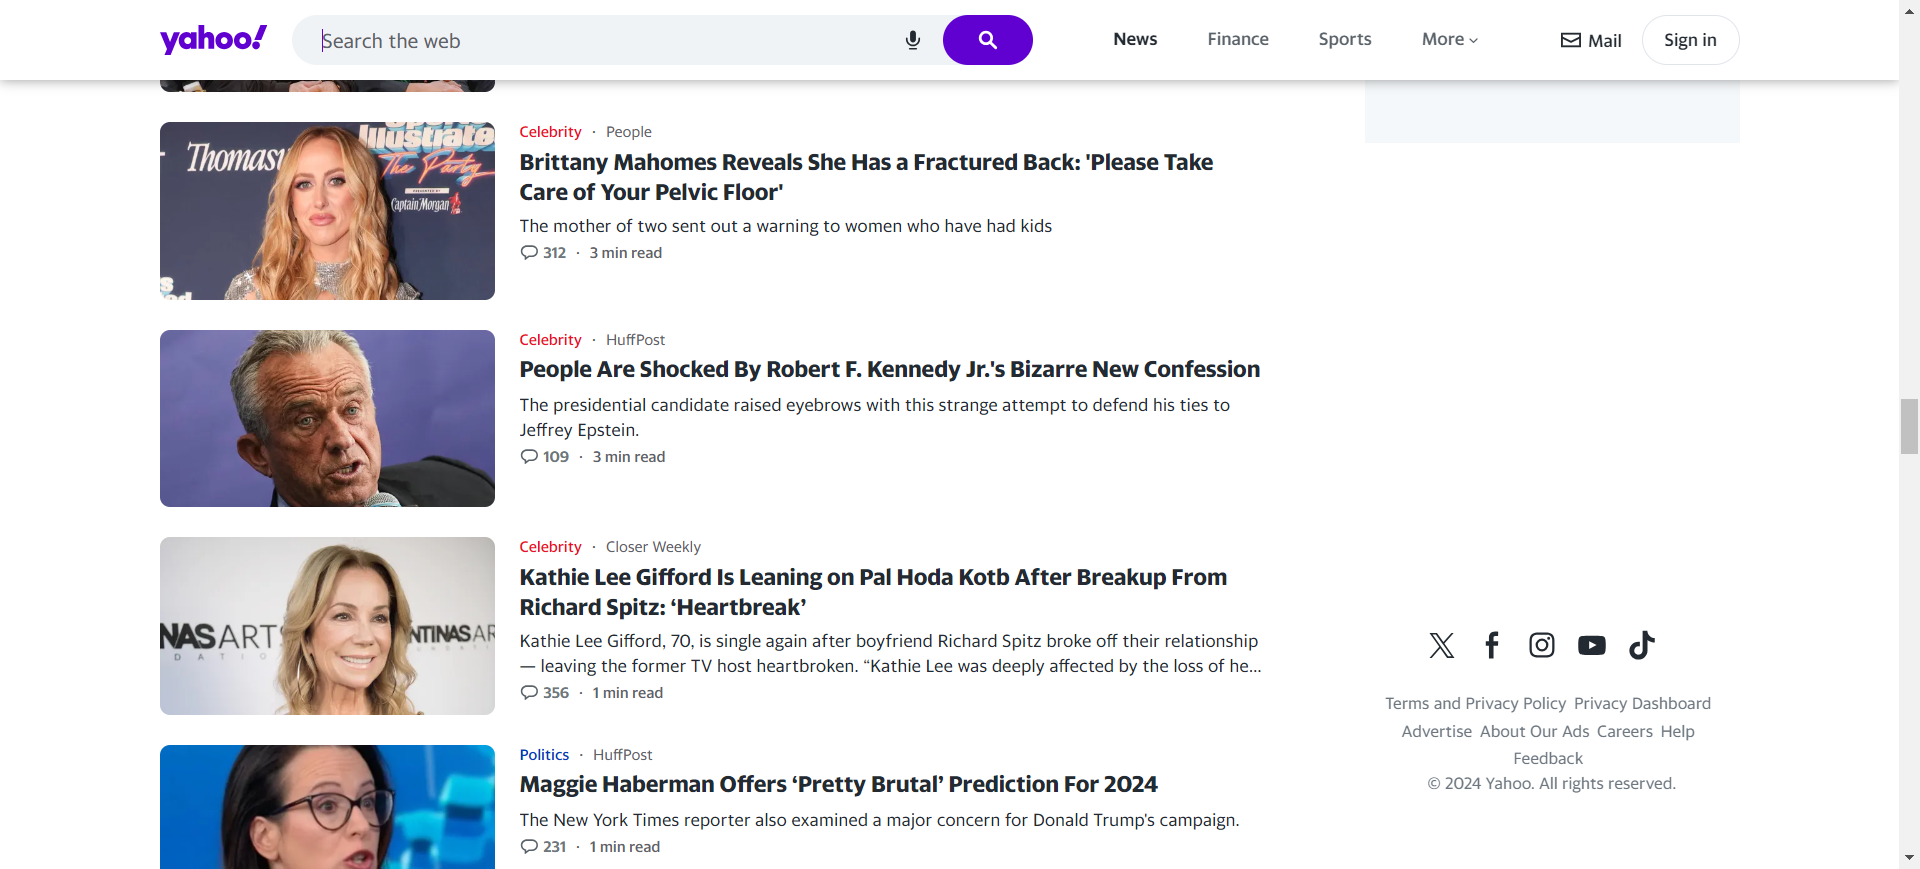 yahoo!
Search the web
News
Finance
Sports
More
Mail
Sign in
Sports
Illustrated
Thomasv
The Party
PRESENTED BY
Captain Morgan
Celebrity · People
Brittany Mahomes Reveals She Has a Fractured Back: 'Please Take
Care of Your Pelvic Floor'
The mother of two sent out a warning to women who have had kids
312 · 3 min read
Celebrity · HuffPost
People Are Shocked By Robert F. Kennedy Jr.'s Bizarre New Confession
The presidential candidate raised eyebrows with this strange attempt to defend his ties to
Jeffrey Epstein.
109 · 3 min read
NAS ART
NTINAS AR
DATIO
Celebrity · Closer Weekly
Kathie Lee Gifford Is Leaning on Pal Hoda Kotb After Breakup From
Richard Spitz: ‘Heartbreak’
Kathie Lee Gifford, 70, is single again after boyfriend Richard Spitz broke off their relationship
— leaving the former TV host heartbroken. “Kathie Lee was deeply affected by the loss of he...
356 · 1 min read
Politics · HuffPost
Maggie Haberman Offers ‘Pretty Brutal’ Prediction For 2024
The New York Times reporter also examined a major concern for Donald Trump's campaign.
231 · 1 min read
Terms and Privacy Policy Privacy Dashboard
Advertise About Our Ads Careers Help
Feedback
© 2024 Yahoo. All rights reserved.